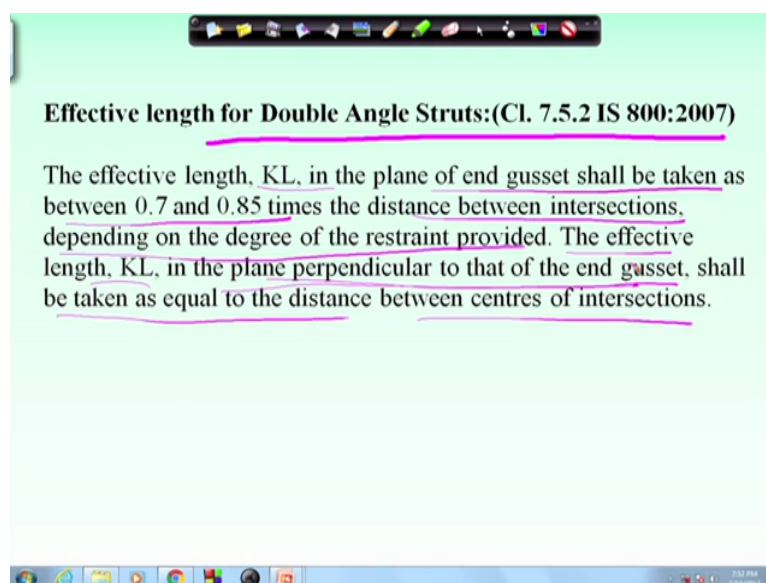 Effective length for Double Angle Struts:(Cl. 7.5.2 IS 800:2007)
The effective length, KL, in the plane of end gusset shall be taken as
between 0.7 and 0.85 times the distance between intersections,
depending on the degree of the restraint provided. The effective
length, KL, in the plane perpendicular to that of the end gusset, shall
be taken as equal to the distance between centres of intersections.
7:52 PM